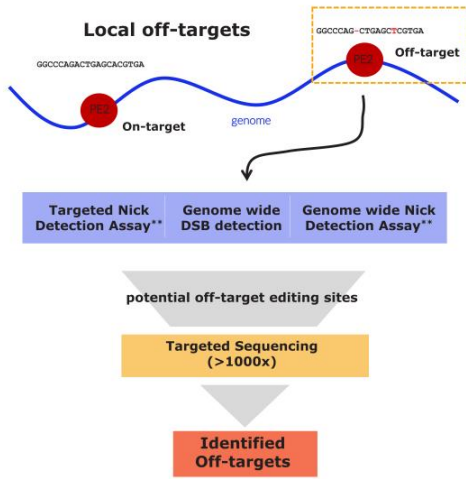 Local off-targets
GGCCCAG-CTGAGCTCGTGA
GGCCCAGACTGAGCACGTGA
PE2
Off-target
PE2
On-target
genome
Targeted Nick
Detection Assay**
Genome wide
DSB detection
Genome wide Nick
Detection Assay**
potential off-target editing sites
Targeted Sequencing
(>1000x)
Identified
Off-targets